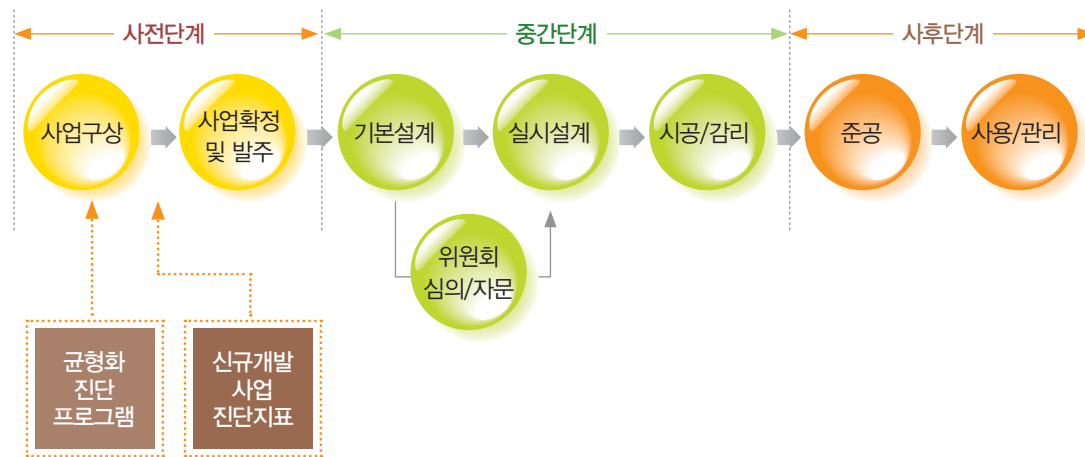 사전단계
중간단계
사후단계
사업구상
사업확정
및 발주
기본설계
실시설계
시공/감리
준공
사용/관리
위원회
심의/자문
균형화
진단
프로그램
신규개발
사업
진단지표